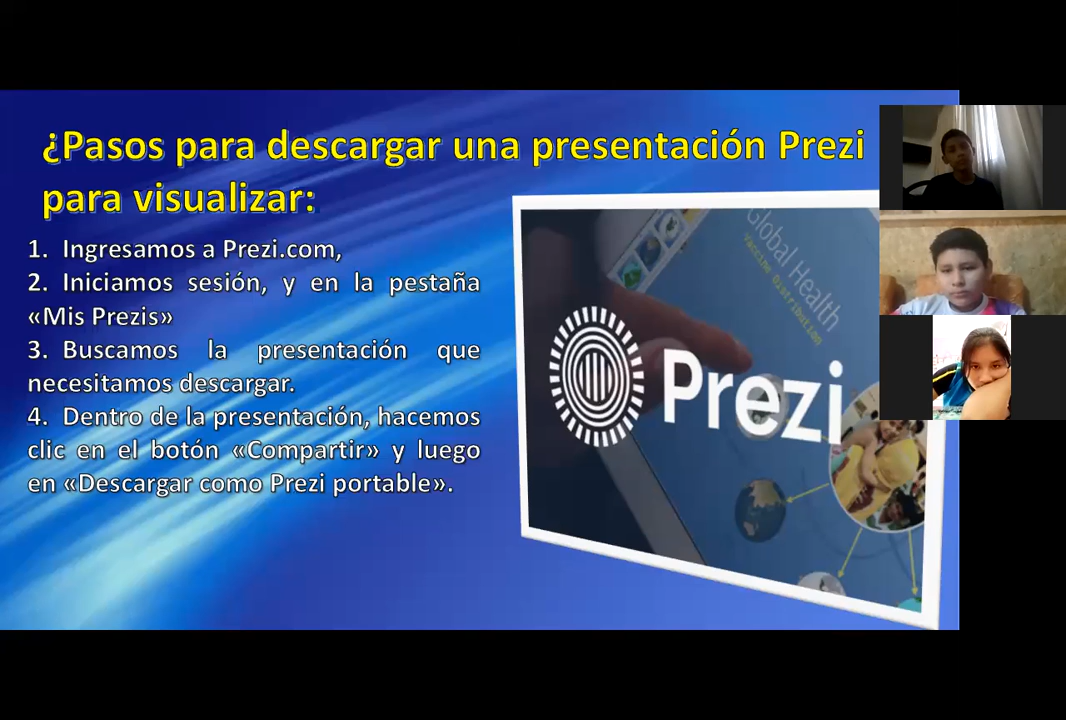 ¿Pasos para descargar una presentación Prezi
para visualizar:
1. Ingresamos a Prezi.com,
2. Iniciamos sesión, y en la pestaña
«Mis Prezis»
3. Buscamos la presentación que
necesitamos descargar.
4. Dentro de la presentación, hacemos
clic en el botón «Compartir» y luego
en «Descargar como Prezi portable».
Global Health
Vaccine Distribution
Prezi